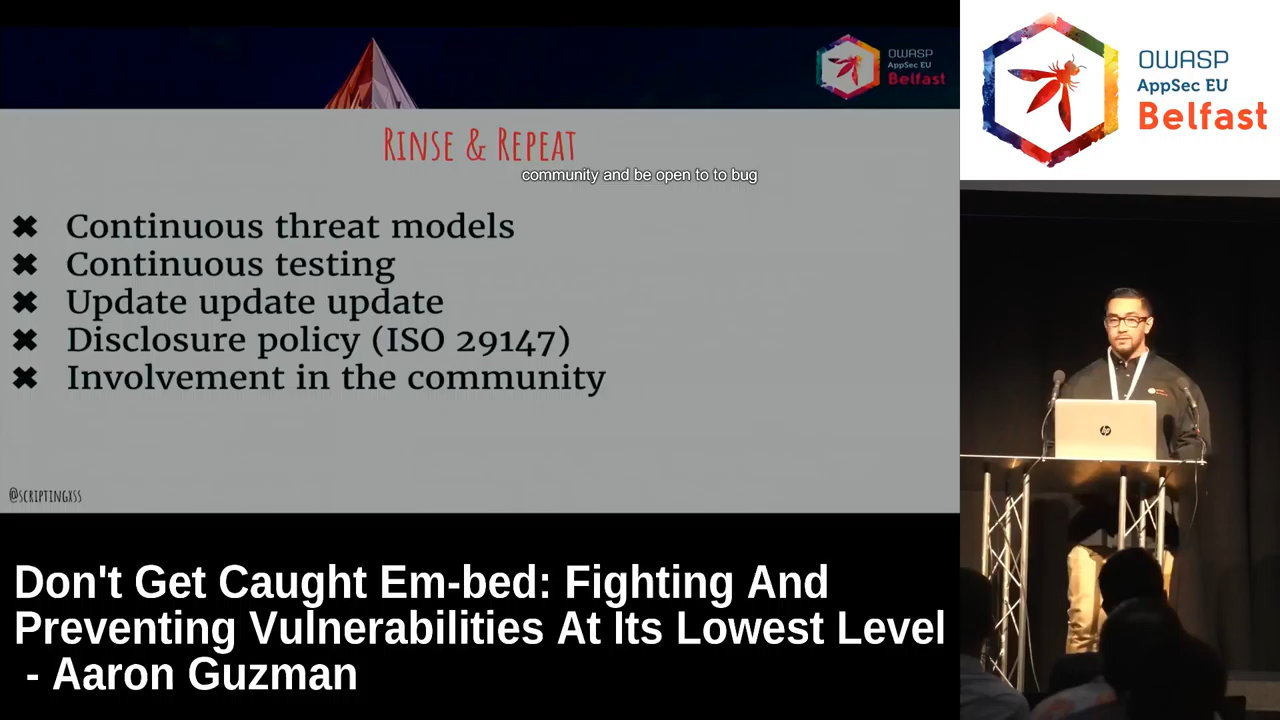 OWASP
AppSec EU
Belfast
RINSE & REPEAT
community and be open to to bug
✖ Continuous threat models
✖ Continuous testing
✖ Update update update
✖ Disclosure policy (ISO 29147)
✖ Involvement in the community
@SCRIPTINGXSS
OWASP
AppSec EU
Belfast
hp
Don't Get Caught Em-bed: Fighting And
Preventing Vulnerabilities At Its Lowest Level
- Aaron Guzman